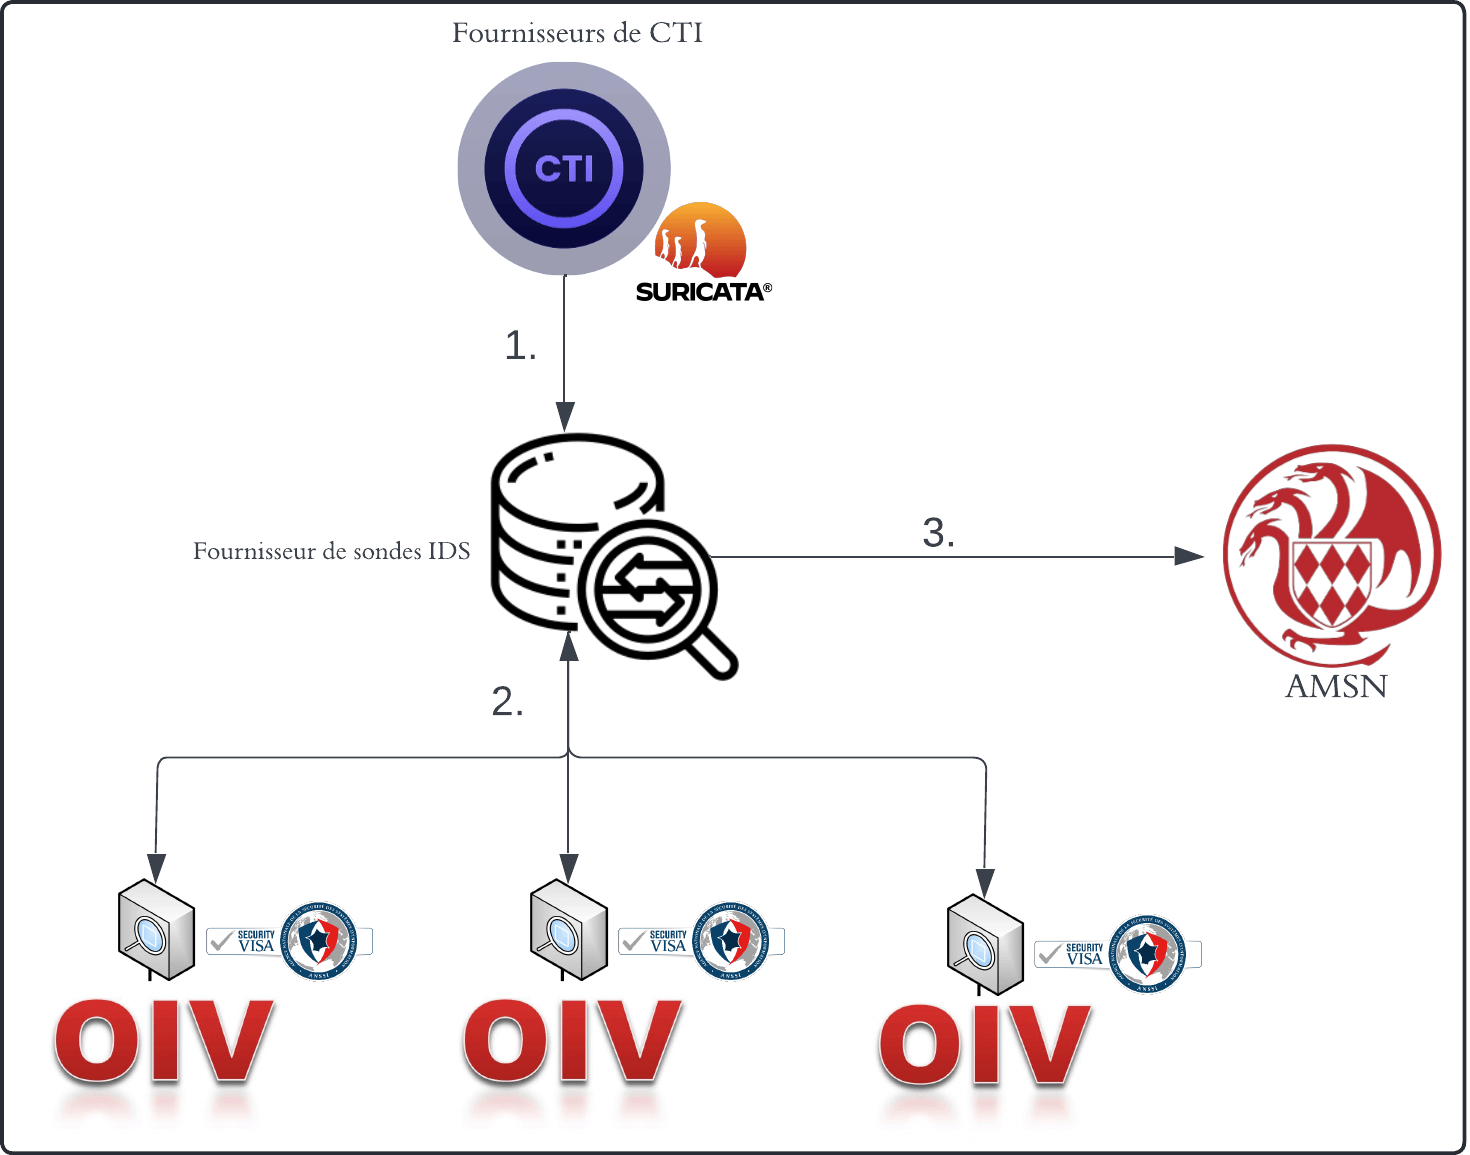 Fournisseurs de CTI
CTI
SURICATA®
1.
Fournisseur de sondes IDS
3.
AMSN
2.
SECURITY
VISA
ANSSI
SECURITY
VISA
ANSSI
SECURITY
VISA
ANSSI
OIV
OIV
OIV